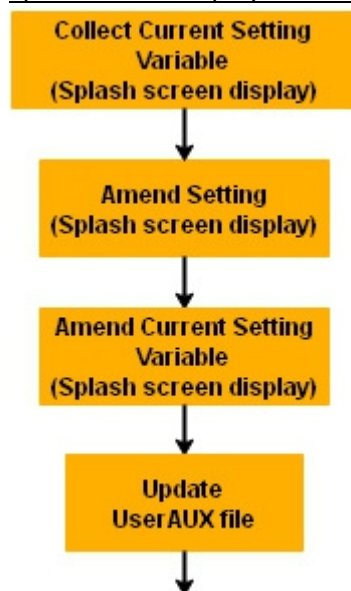 Collect Current Setting
Variable
(Splash screen display)
Amend Setting
(Splash screen display)
Amend Current Setting
Variable
(Splash screen display)
Update
UserAUX file